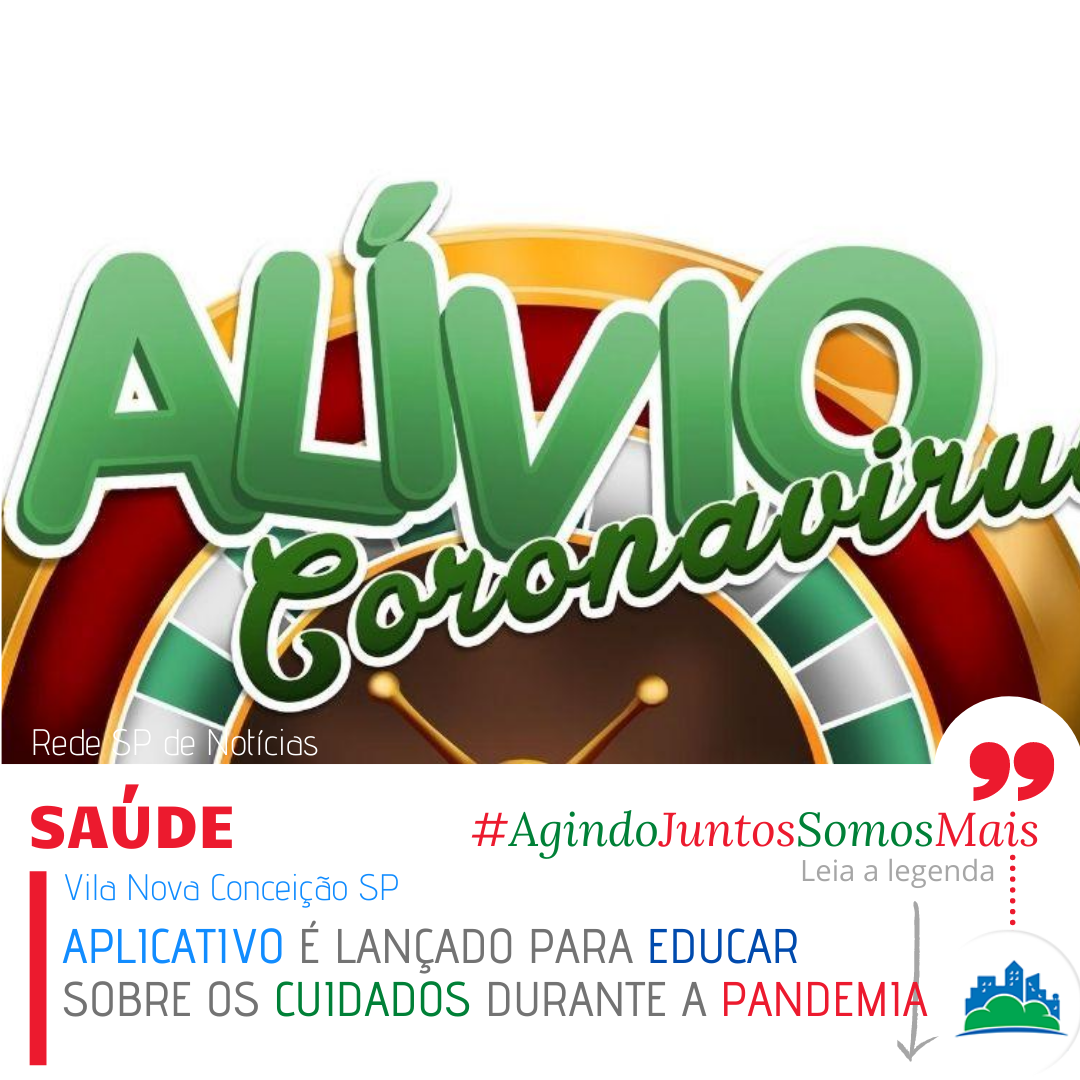 ALÍVIO
Coronavirus
Rede SP de Notícias
SAÚDE
#AgindoJuntosSomosMais
Leia a legenda
Vila Nova Conceição SP
APLICATIVO É LANÇADO PARA EDUCAR
SOBRE OS CUIDADOS DURANTE A PANDEMIA